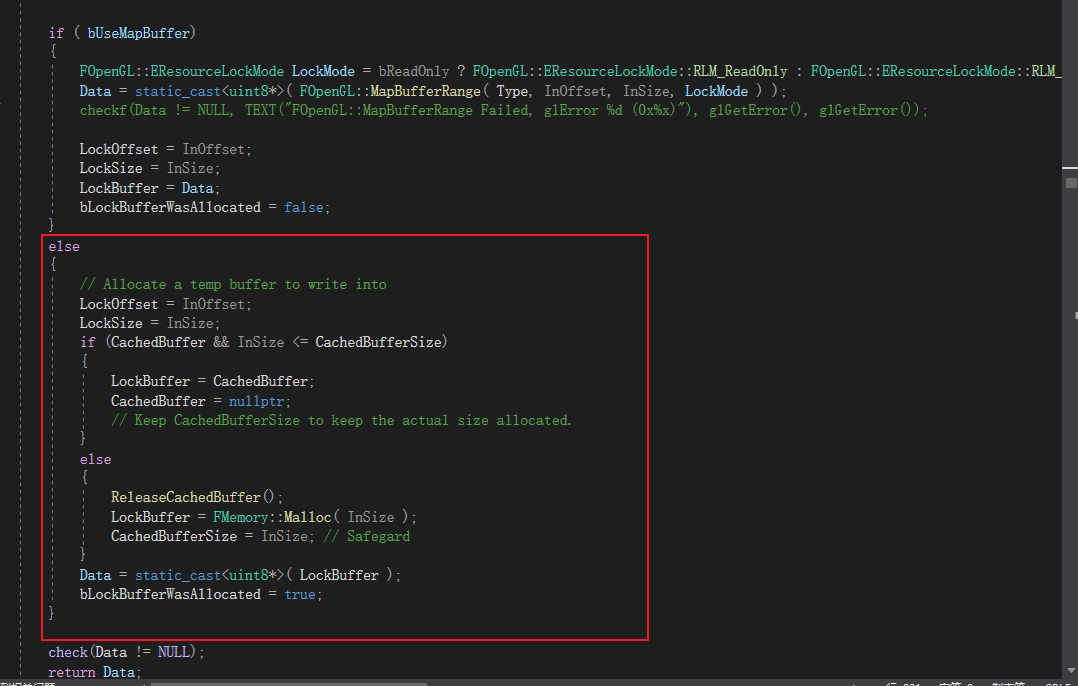 if ( bUseMapBuffer)
{
FOpenGL::EResourceLockMode LockMode = bReadOnly ? FOpenGL::EResourceLockMode::RLM_ReadOnly : FOpenGL::EResourceLockMode::RLM_
Data = static_cast<uint8*>( FOpenGL::MapBufferRange( Type, InOffset, InSize, LockMode ) );
checkf(Data != NULL, TEXT("FOpenGL::MapBufferRange Failed, glError %d (0x%x)"), glGetError(), glGetError());
LockOffset = InOffset;
LockSize = InSize;
LockBuffer = Data;
bLockBufferWasAllocated = false;
}
else
{
// Allocate a temp buffer to write into
LockOffset = InOffset;
LockSize = InSize;
if (CachedBuffer && InSize <= CachedBufferSize)
{
LockBuffer = CachedBuffer;
CachedBuffer = nullptr;
// Keep CachedBufferSize to keep the actual size allocated.
}
else
{
ReleaseCachedBuffer();
LockBuffer = FMemory::Malloc( InSize );
CachedBufferSize = InSize; // Safegard
}
Data = static_cast<uint8*>( LockBuffer );
bLockBufferWasAllocated = true;
}
check(Data != NULL);
return Data;